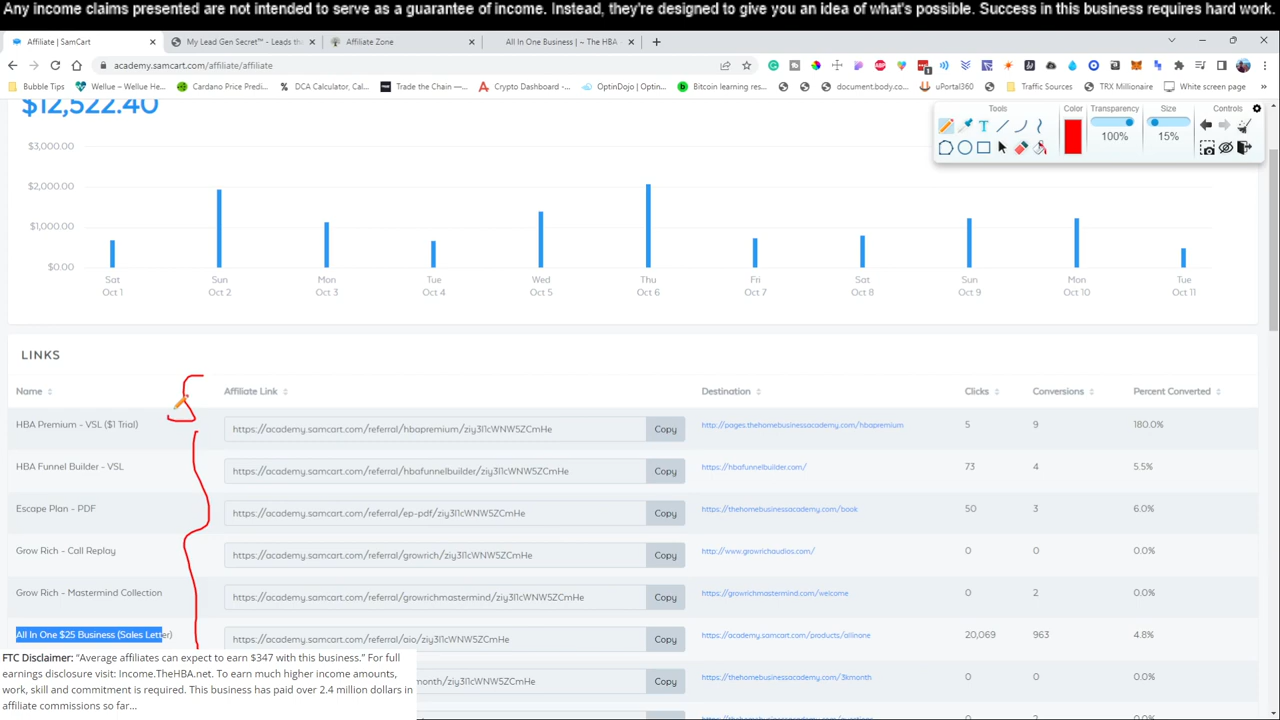 Any income claims presented are not intended to serve as a guarantee of income. Instead, they're designed to give you an idea of what's possible. Success in this business requires hard work.
Affiliate | SamCart
My Lead Gen Secret™ - Leads th
Affiliate Zone
All In One Business | ~ The HBA
academy.samcart.com/affiliate/affiliate
Bubble Tips
Wellue – Wellue He...
Cardano Price Predi...
DCA Calculator, Cal...
Trade the Chain —...
Crypto Dashboard -...
OptinDojo | Optin...
Bitcoin learning res...
document.body.co...
uPortal360
Traffic Sources
TRX Millionaire
White screen page
Tools
Color
Transparency
Size
Controls
100%
15%
$12,522.40
$3,000.00
$2,000.00
$1,000.00
$0.00
Sat Sun Mon Tue Wed Thu Fri Sat Sun Mon Tue
Oct 1 Oct 2 Oct 3 Oct 4 Oct 5 Oct 6 Oct 7 Oct 8 Oct 9 Oct 10 Oct 11
LINKS
Name Affiliate Link Destination Clicks Conversions Percent Converted
HBA Premium - VSL ($1 Trial) https://academy.samcart.com/referral/hbapremium/ziy3I1cWNW5ZCmHe Copy http://pages.thehomebusinessacademy.com/hbapremium 5 9 180.0%
HBA Funnel Builder - VSL https://academy.samcart.com/referral/hbafunnelbuilder/ziy3I1cWNW5ZCmHe Copy https://hbafunnelbuilder.com/ 73 4 5.5%
Escape Plan - PDF https://academy.samcart.com/referral/ep-pdf/ziy3I1cWNW5ZCmHe Copy https://thehomebusinessacademy.com/book 50 3 6.0%
Grow Rich - Call Replay https://academy.samcart.com/referral/growrich/ziy3I1cWNW5ZCmHe Copy http://www.growrichaudios.com/ 0 0 0.0%
Grow Rich - Mastermind Collection https://academy.samcart.com/referral/growrichmastermind/ziy3I1cWNW5ZCmHe Copy https://growrichmastermind.com/welcome 0 2 0.0%
All In One $25 Business (Sales Letter) https://academy.samcart.com/referral/aio/ziy3I1cWNW5ZCmHe Copy https://academy.samcart.com/products/allinone 20,069 963 4.8%
month/ziy3I1cWNW5ZCmHe Copy https://academy.samcart.com/products/3kmonth 0 0 0.0%
FTC Disclaimer: "Average affiliates can expect to earn $347 with this business." For full
earnings disclosure visit: Income.TheHBA.net. To earn much higher income amounts,
work, skill and commitment is required. This business has paid over 2.4 million dollars in
affiliate commissions so far...